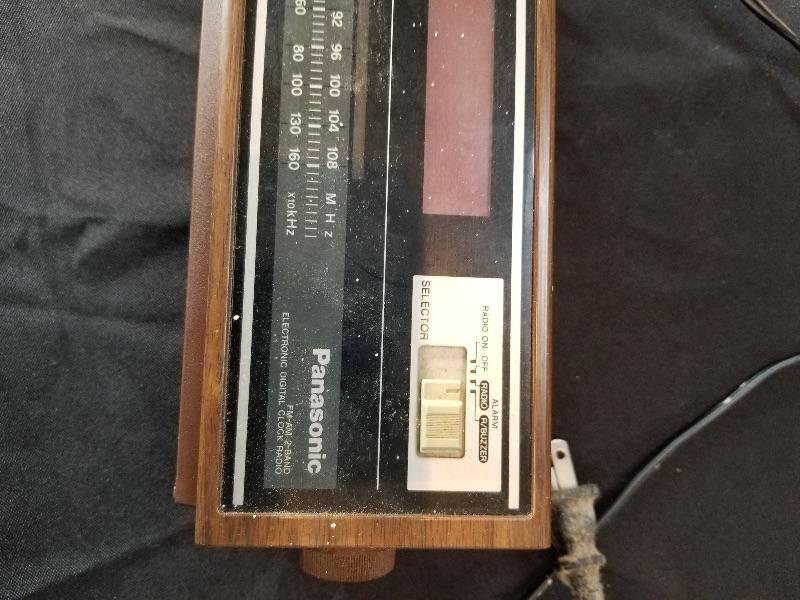 92 96 100 104 108 MHz
60 80 100 130 160 X10kHz
Panasonic
FM-AM 2-BAND
ELECTRONIC DIGITAL CLOCK RADIO
ALARM
RADIO ON OFF RADIO R/BUZZER
SELECTOR